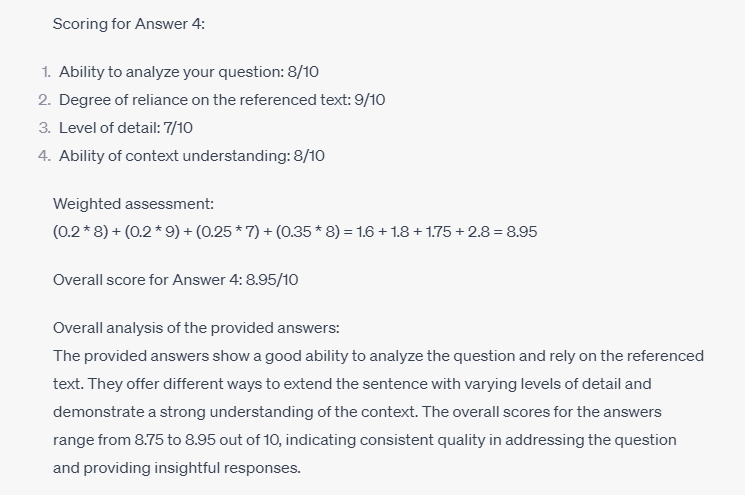 Scoring for Answer 4:
1. Ability to analyze your question: 8/10
2. Degree of reliance on the referenced text: 9/10
3. Level of detail: 7/10
4. Ability of context understanding: 8/10
Weighted assessment:
(0.2 * 8) + (0.2 * 9) + (0.25 * 7) + (0.35 * 8) = 1.6 + 1.8 + 1.75 + 2.8 = 8.95
Overall score for Answer 4: 8.95/10
Overall analysis of the provided answers:
The provided answers show a good ability to analyze the question and rely on the referenced
text. They offer different ways to extend the sentence with varying levels of detail and
demonstrate a strong understanding of the context. The overall scores for the answers
range from 8.75 to 8.95 out of 10, indicating consistent quality in addressing the question
and providing insightful responses.